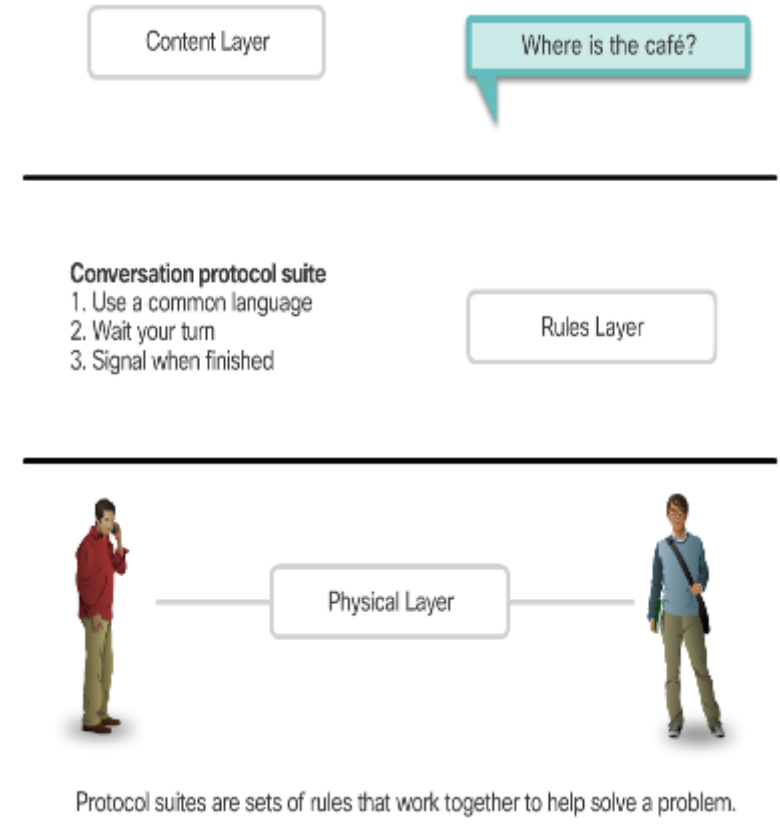 Content Layer
Where is the café?
Conversation protocol suite
1. Use a common language
2. Wait your turn
3. Signal when finished
Rules Layer
Physical Layer
Protocol suites are sets of rules that work together to help solve a problem.